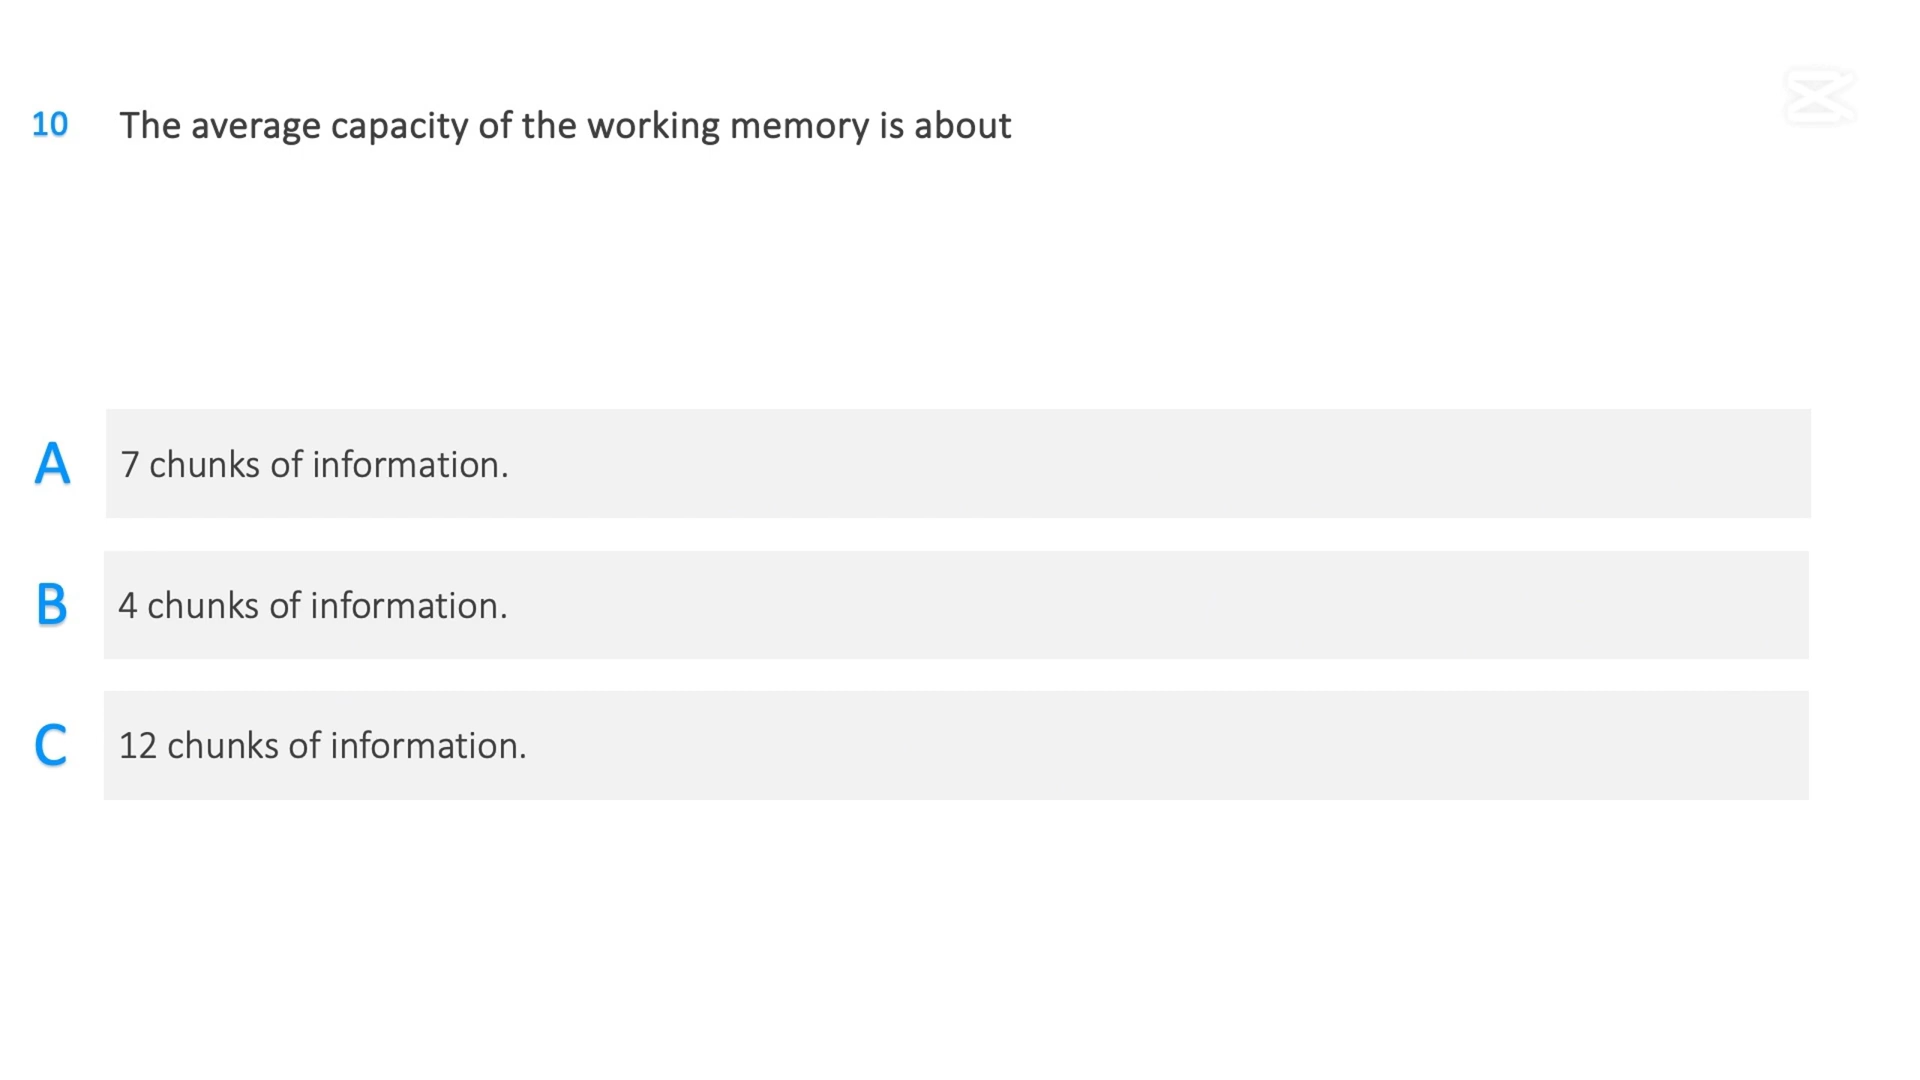 10 The average capacity of the working memory is about
A 7 chunks of information.
B 4 chunks of information.
C 12 chunks of information.